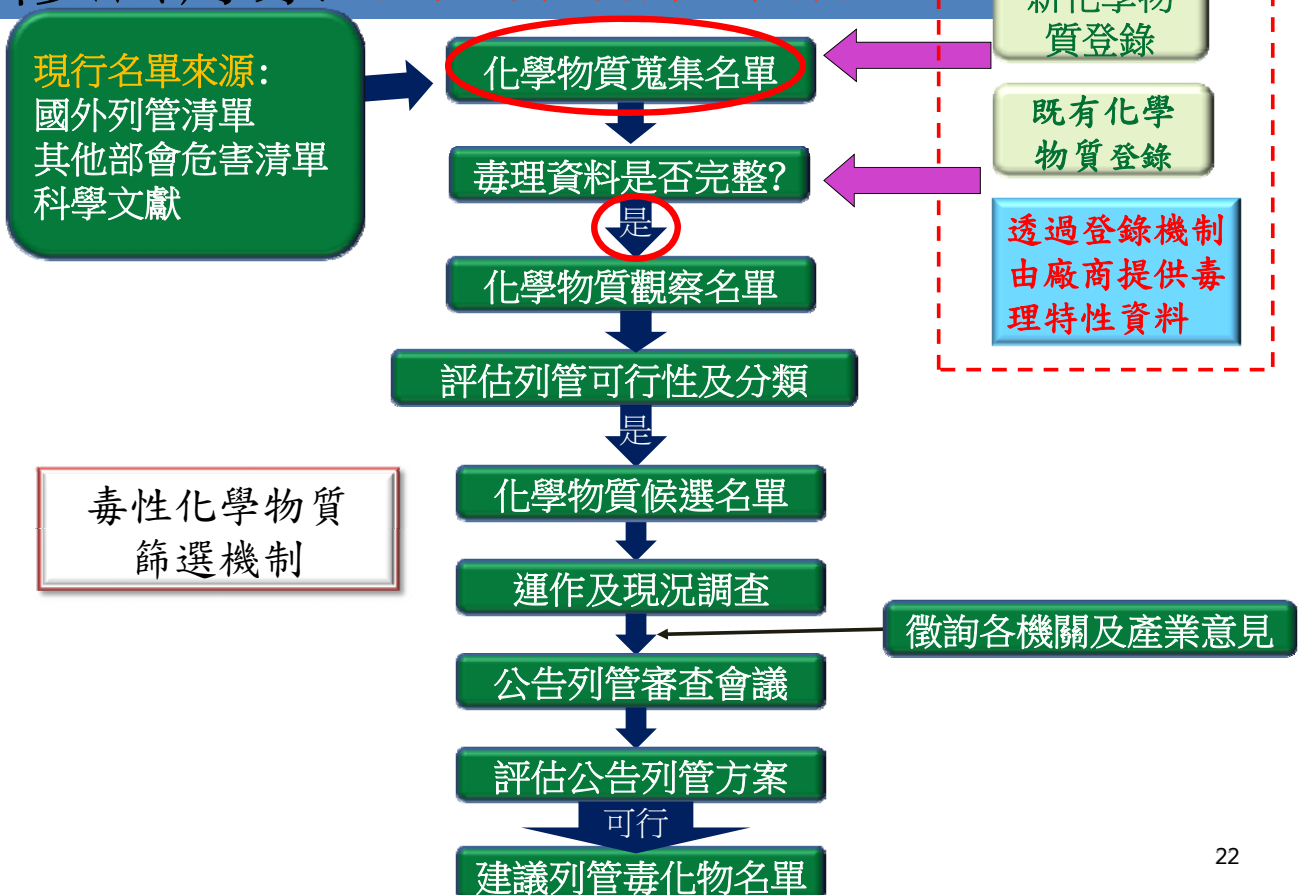 新化學物
質登錄
現行名單來源:
國外列管清單
其他部會危害清單
科學文獻
化學物質蒐集名單
既有化學
物質登錄
毒理資料是否完整?
是
透過登錄機制
由廠商提供毒
理特性資料
化學物質觀察名單
評估列管可行性及分類
是
毒性化學物質
篩選機制
化學物質候選名單
運作及現況調查
徵詢各機關及產業意見
公告列管審查會議
評估公告列管方案
可行
建議列管毒化物名單
22